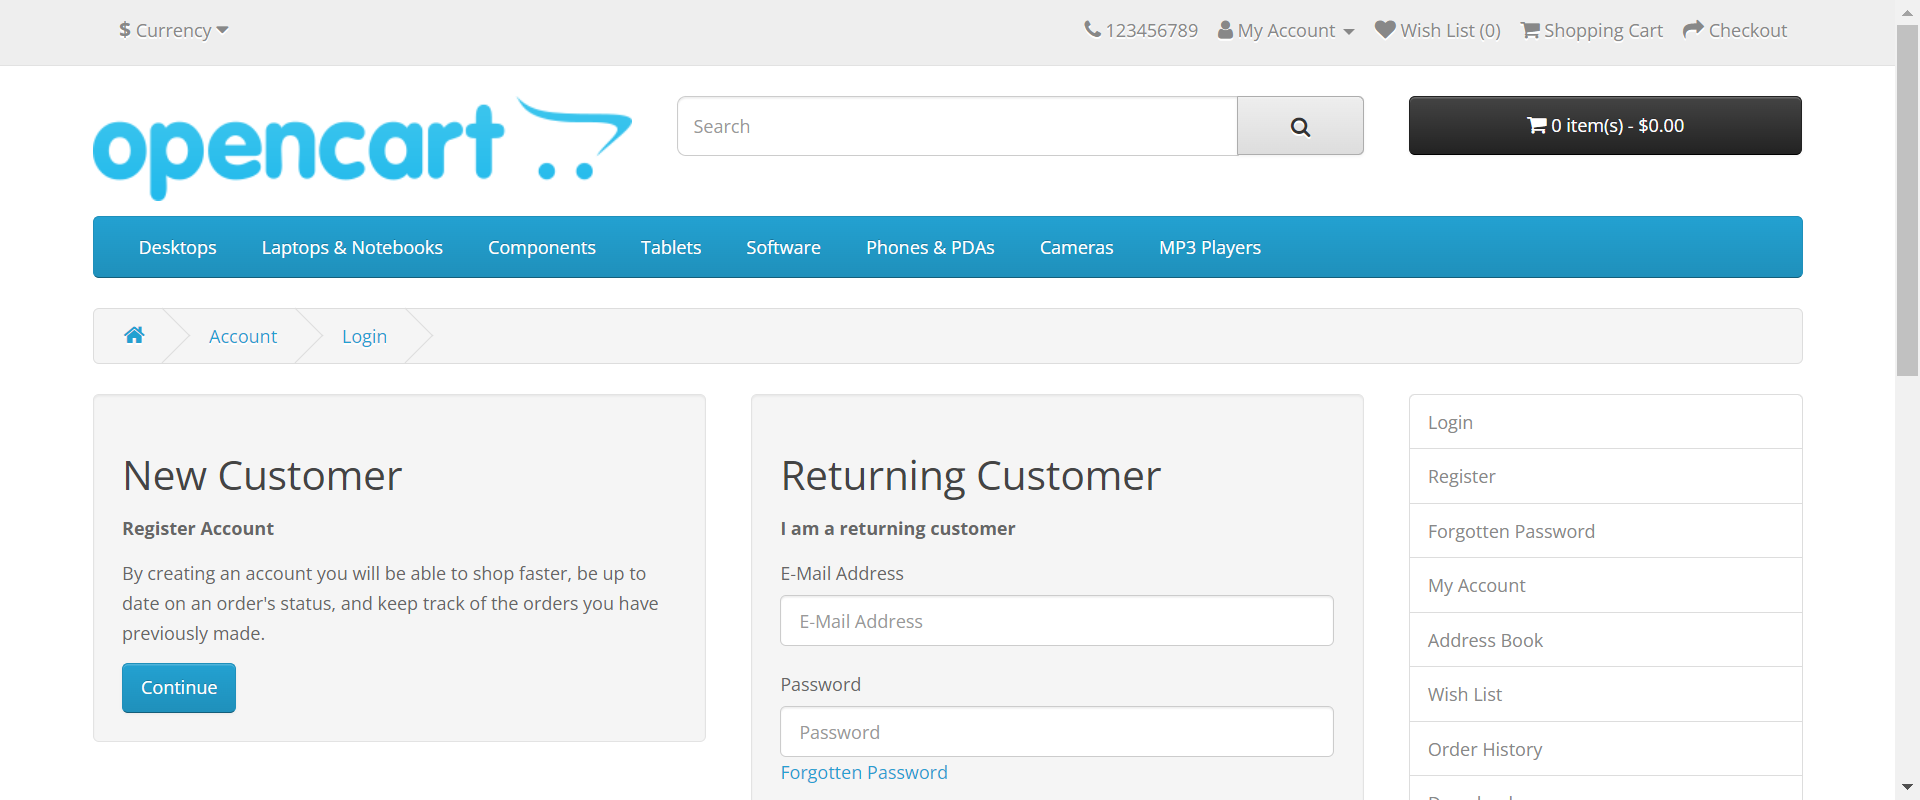 $ Currency
123456789 My Account Wish List (0) Shopping Cart Checkout
opencart
Search
0 item(s) - $0.00
Desktops Laptops & Notebooks Components Tablets Software Phones & PDAs Cameras MP3 Players
Account Login
New Customer
Register Account
By creating an account you will be able to shop faster, be up to
date on an order's status, and keep track of the orders you have
previously made.
Continue
Returning Customer
I am a returning customer
E-Mail Address
E-Mail Address
Password
Password
Forgotten Password
Login
Register
Forgotten Password
My Account
Address Book
Wish List
Order History